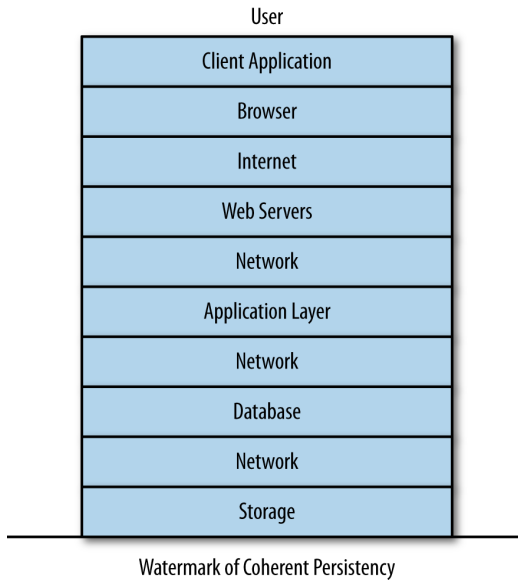 User
Client Application
Browser
Internet
Web Servers
Network
Application Layer
Network
Database
Network
Storage
Watermark of Coherent Persistency